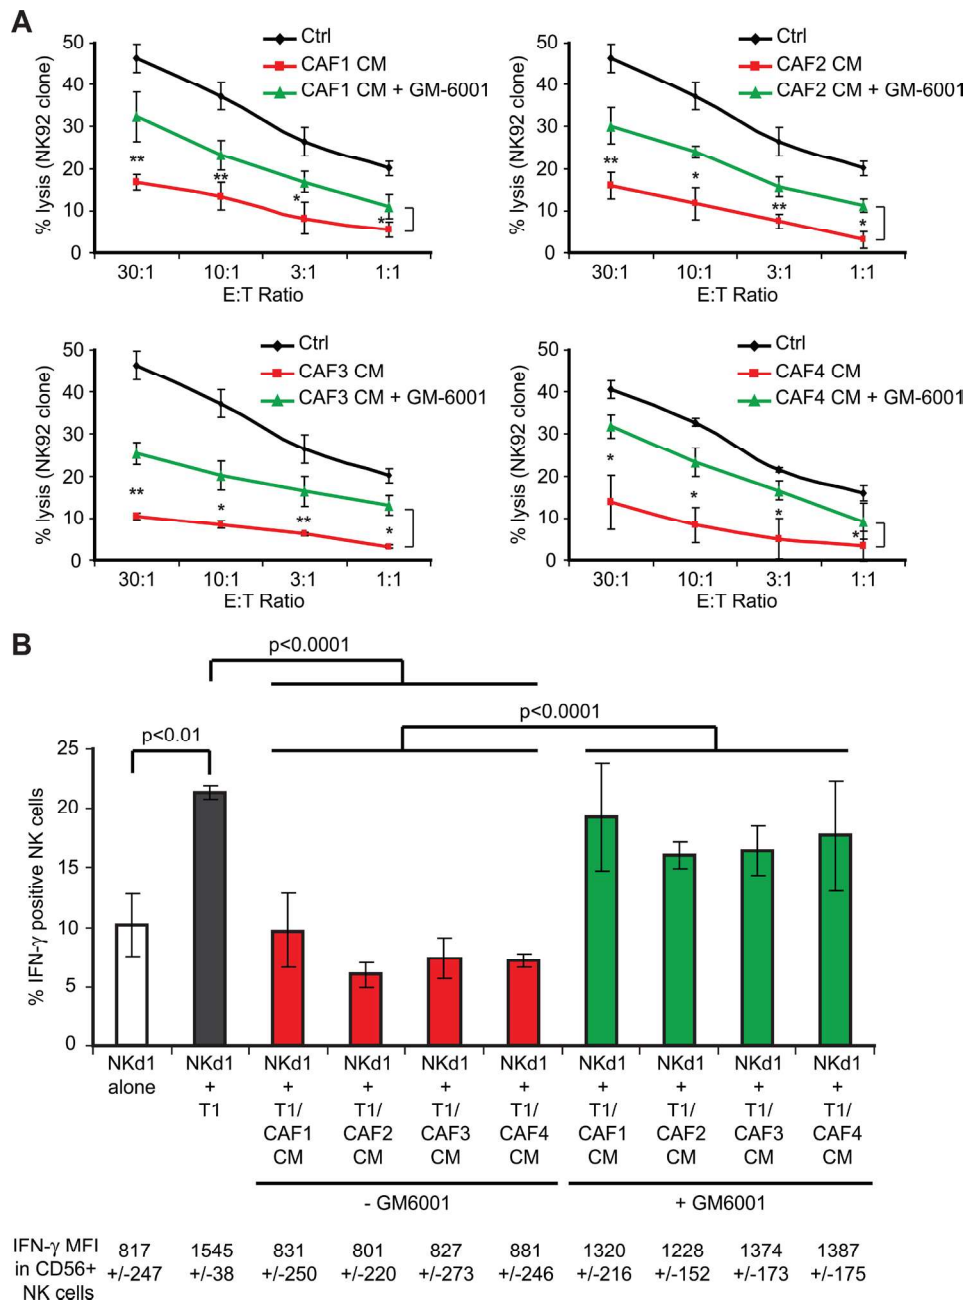 A
50
40
30
20
10
0
% lysis (NK92 clone)
Ctrl
CAF1 CM
CAF1 CM + GM-6001
**
**
*
*
30:1 10:1 3:1 1:1
E:T Ratio
50
40
30
20
10
0
% lysis (NK92 clone)
Ctrl
CAF2 CM
CAF2 CM + GM-6001
**
*
**
*
30:1 10:1 3:1 1:1
E:T Ratio
50
40
30
20
10
0
% lysis (NK92 clone)
Ctrl
CAF3 CM
CAF3 CM + GM-6001
**
*
**
*
30:1 10:1 3:1 1:1
E:T Ratio
50
40
30
20
10
0
% lysis (NK92 clone)
Ctrl
CAF4 CM
CAF4 CM + GM-6001
*
*
*
*
30:1 10:1 3:1 1:1
E:T Ratio
B
p<0.0001
p<0.0001
p<0.01
25
20
15
10
5
0
% IFN-γ positive NK cells
NKd1 NKd1 NKd1 NKd1 NKd1 NKd1 NKd1 NKd1 NKd1 NKd1
alone + + + + + + + + +
T1 T1/ T1/ T1/ T1/ T1/ T1/ T1/ T1/
CAF1 CAF2 CAF3 CAF4 CAF1 CAF2 CAF3 CAF4
CM CM CM CM CM CM CM CM
- GM6001 + GM6001
IFN-γ MFI 817 1545 831 801 827 881 1320 1228 1374 1387
in CD56+ +/-247 +/-38 +/-250 +/-220 +/-273 +/-246 +/-216 +/-152 +/-173 +/-175
NK cells